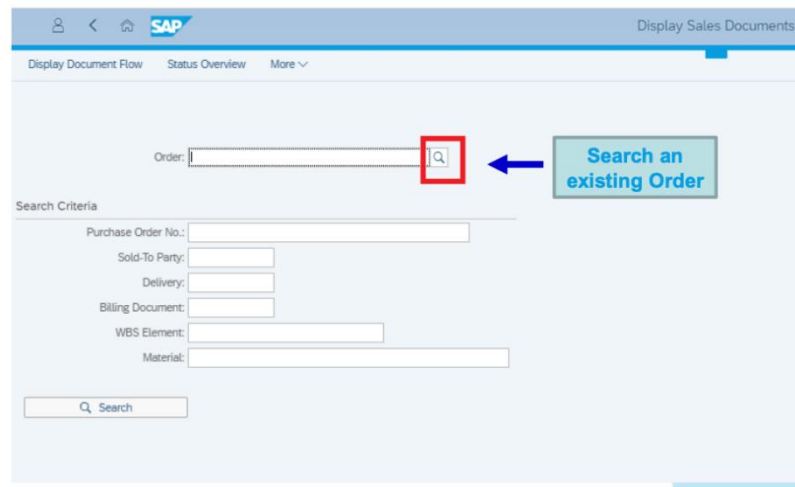 SAP
Display Sales Documents
Display Document Flow Status Overview More
Order:
Search an
existing Order
Search Criteria
Purchase Order No.:
Sold-To Party:
Delivery:
Billing Document:
WBS Element:
Material:
Search